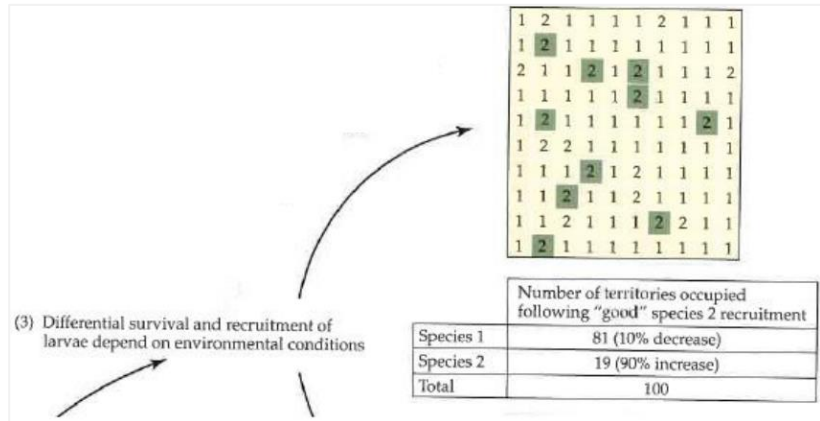 1 2 1 1 1 1 2 1 1 1
1 2 1 1 1 1 1 1 1 1
2 1 1 2 1 2 1 1 1 2
1 1 1 1 1 2 1 1 1 1
1 2 1 1 1 1 1 1 2 1
1 2 2 1 1 1 1 1 1 1
1 1 1 2 1 2 1 1 1 1
1 1 2 1 1 2 1 1 1 1
1 1 2 1 1 1 2 2 1 1
1 2 1 1 1 1 1 1 1 1
(3) Differential survival and recruitment of
larvae depend on environmental conditions
Number of territories occupied
following "good" species 2 recruitment
Species 1 81 (10% decrease)
Species 2 19 (90% increase)
Total 100